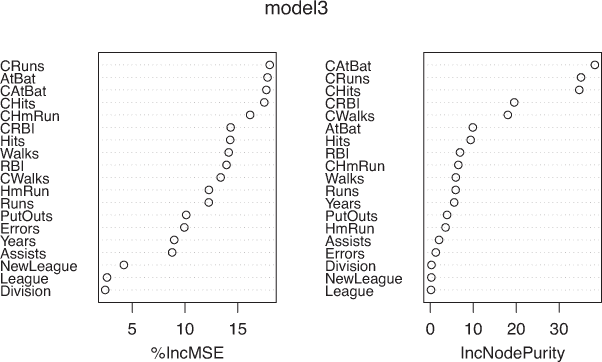 model3
CRuns
AtBat
CAtBat
CHits
CHmRun
CRBI
Hits
Walks
RBI
CWalks
HmRun
Runs
PutOuts
Errors
Years
Assists
NewLeague
League
Division
5 10 15
%IncMSE
CAtBat
CRuns
CHits
CRBI
CWalks
AtBat
Hits
RBI
CHmRun
Walks
Runs
Years
PutOuts
HmRun
Assists
Errors
Division
NewLeague
League
0 10 20 30
IncNodePurity